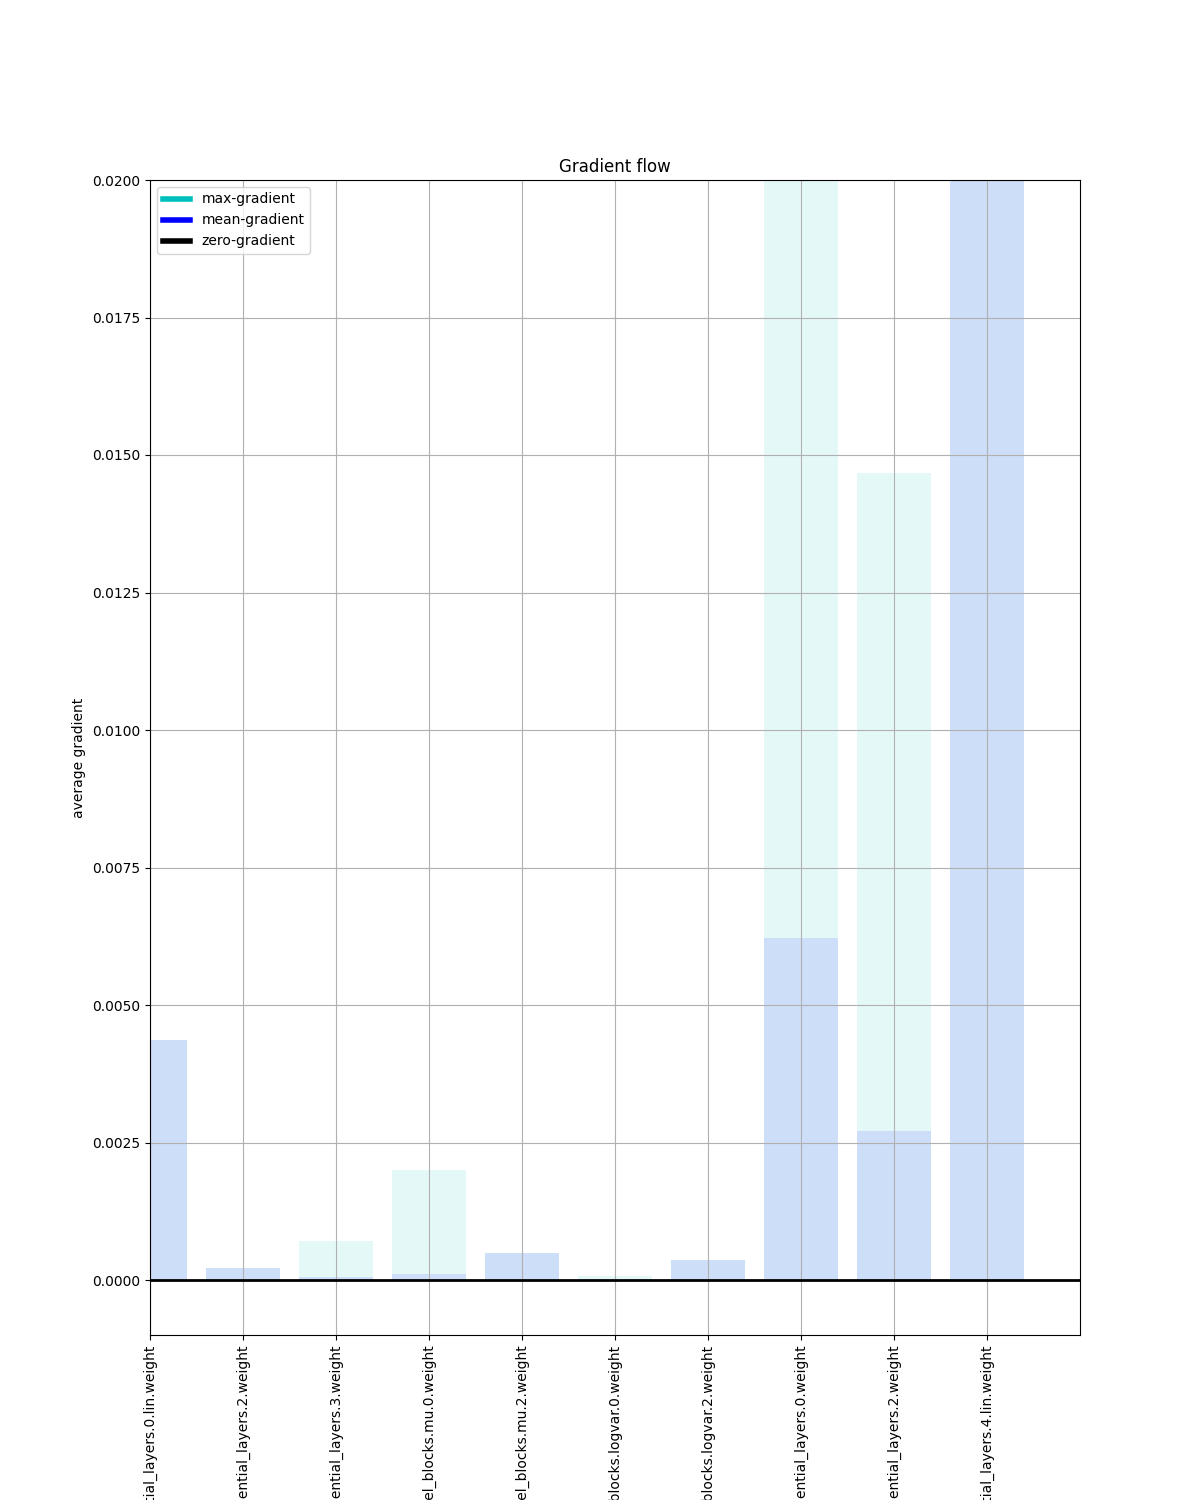 Gradient flow
max-gradient
mean-gradient
zero-gradient
0.0200
0.0175
0.0150
0.0125
0.0100
0.0075
0.0050
0.0025
0.0000
average gradient
tial_layers.0.lin.weight
ential_layers.2.weight
ential_layers.3.weight
el_blocks.mu.0.weight
el_blocks.mu.2.weight
blocks.logvar.0.weight
blocks.logvar.2.weight
ential_layers.0.weight
ential_layers.2.weight
tial_layers.4.lin.weight